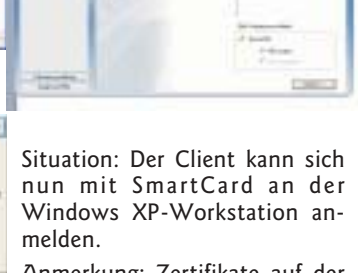 Situation: Der Client kann sich
nun mit SmartCard an der
Windows XP-Workstation an-
melden.
Anmerkung: Zertifikate auf der